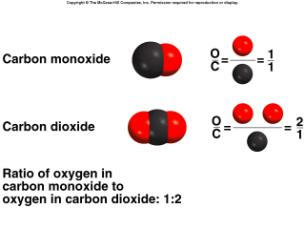 Copyright © The McGraw-Hill Companies, Inc. Permission required for reproduction or display.
Carbon monoxide
O/C = = 1/1
Carbon dioxide
O/C = = 2/1
Ratio of oxygen in
carbon monoxide to
oxygen in carbon dioxide: 1:2